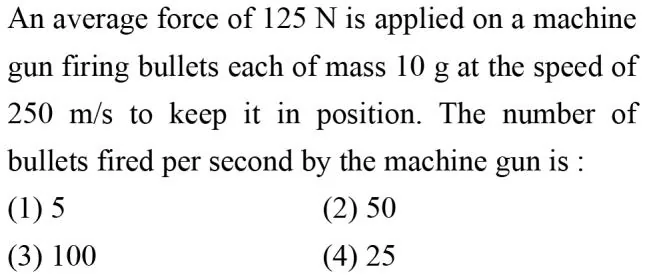 An average force of 125 N is applied on a machine
gun firing bullets each of mass 10 g at the speed of
250 m/s to keep it in position. The number of
bullets fired per second by the machine gun is :
(1) 5 (2) 50
(3) 100 (4) 25